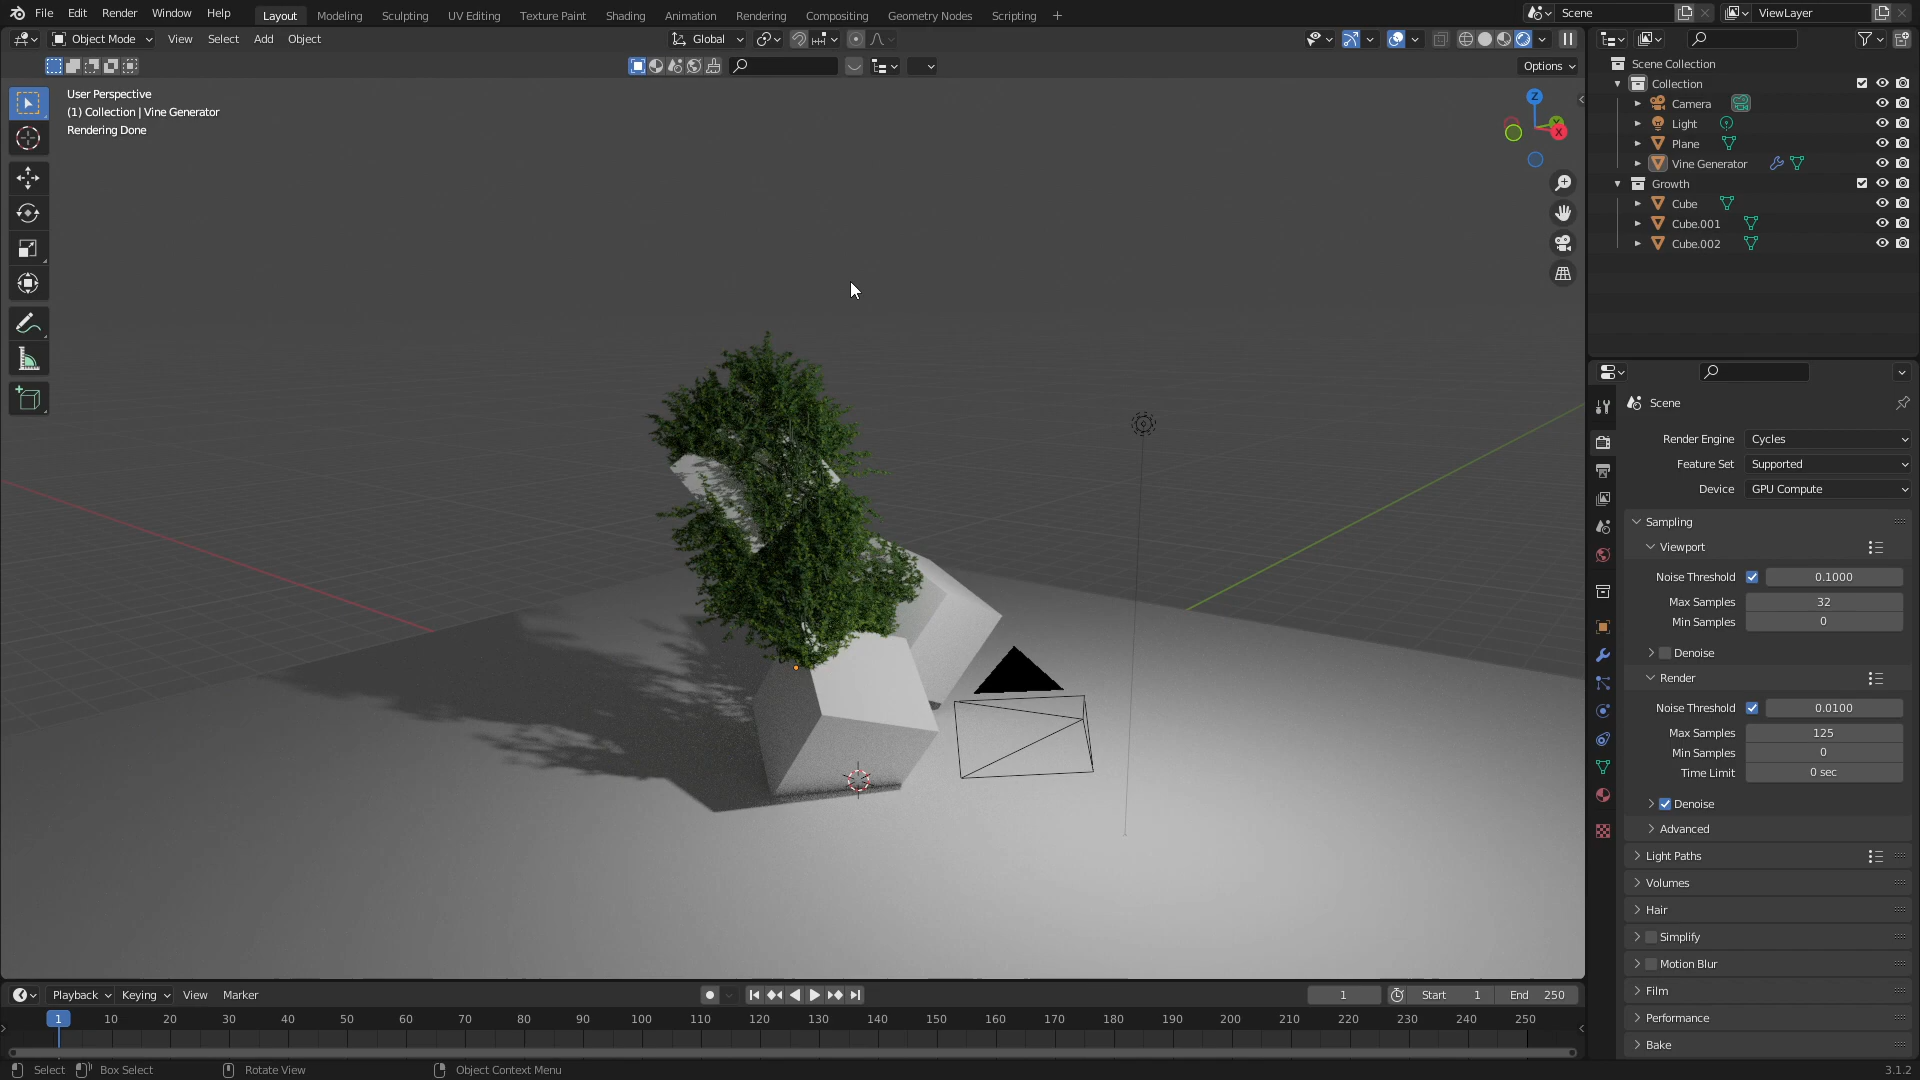 File Edit Render Window Help Layout Modeling Sculpting UV Editing Texture Paint Shading Animation Rendering Compositing Geometry Nodes Scripting + Scene ViewLayer
Object Mode View Select Add Object Global
Options
User Perspective
(1) Collection | Vine Generator
Rendering Done
Z
Y
X
Scene Collection
Collection
Camera
Light
Plane
Vine Generator
Growth
Cube
Cube.001
Cube.002
Scene
Render Engine Cycles
Feature Set Supported
Device GPU Compute
Sampling
Viewport
Noise Threshold 0.1000
Max Samples 32
Min Samples 0
Denoise
Render
Noise Threshold 0.0100
Max Samples 125
Min Samples 0
Time Limit 0 sec
Denoise
Advanced
Light Paths
Volumes
Hair
Simplify
Motion Blur
Film
Performance
Bake
Playback Keying View Marker 1 Start 1 End 250
1 10 20 30 40 50 60 70 80 90 100 110 120 130 140 150 160 170 180 190 200 210 220 230 240 250
Select Box Select Rotate View Object Context Menu 3.1.2